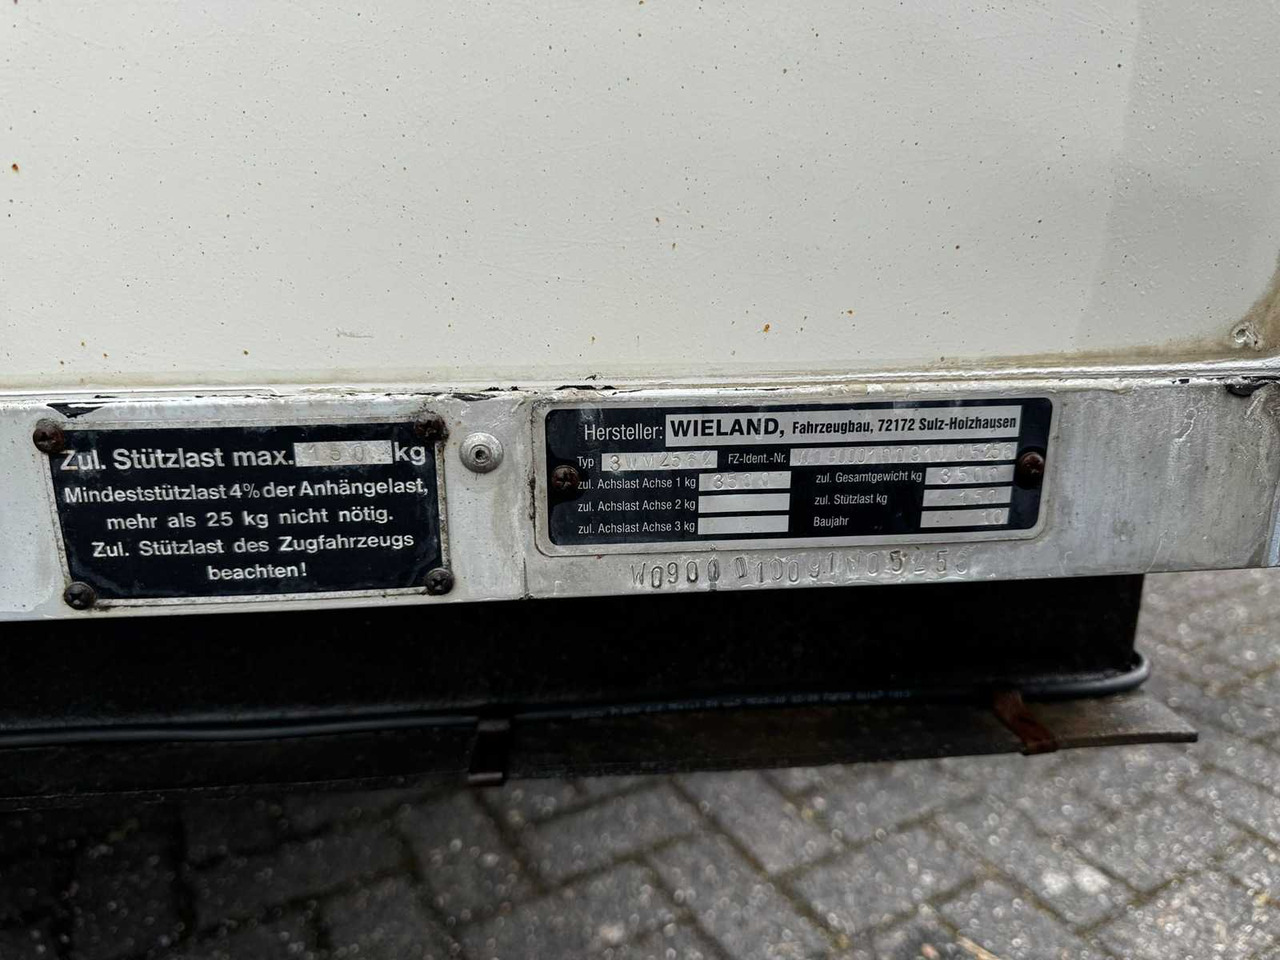 Zul. Stützlast max. 150 kg
Mindeststützlast 4% der Anhängelast,
mehr als 25 kg nicht nötig.
Zul. Stützlast des Zugfahrzeugs
beachten!
Hersteller: WIELAND, Fahrzeugbau, 72172 Sulz-Holzhausen
Typ FZ-Ident.-Nr.
zul. Achslast Achse 1 kg 3500 zul. Gesamtgewicht kg 3500
zul. Achslast Achse 2 kg zul. Stützlast kg 150
zul. Achslast Achse 3 kg Baujahr 10